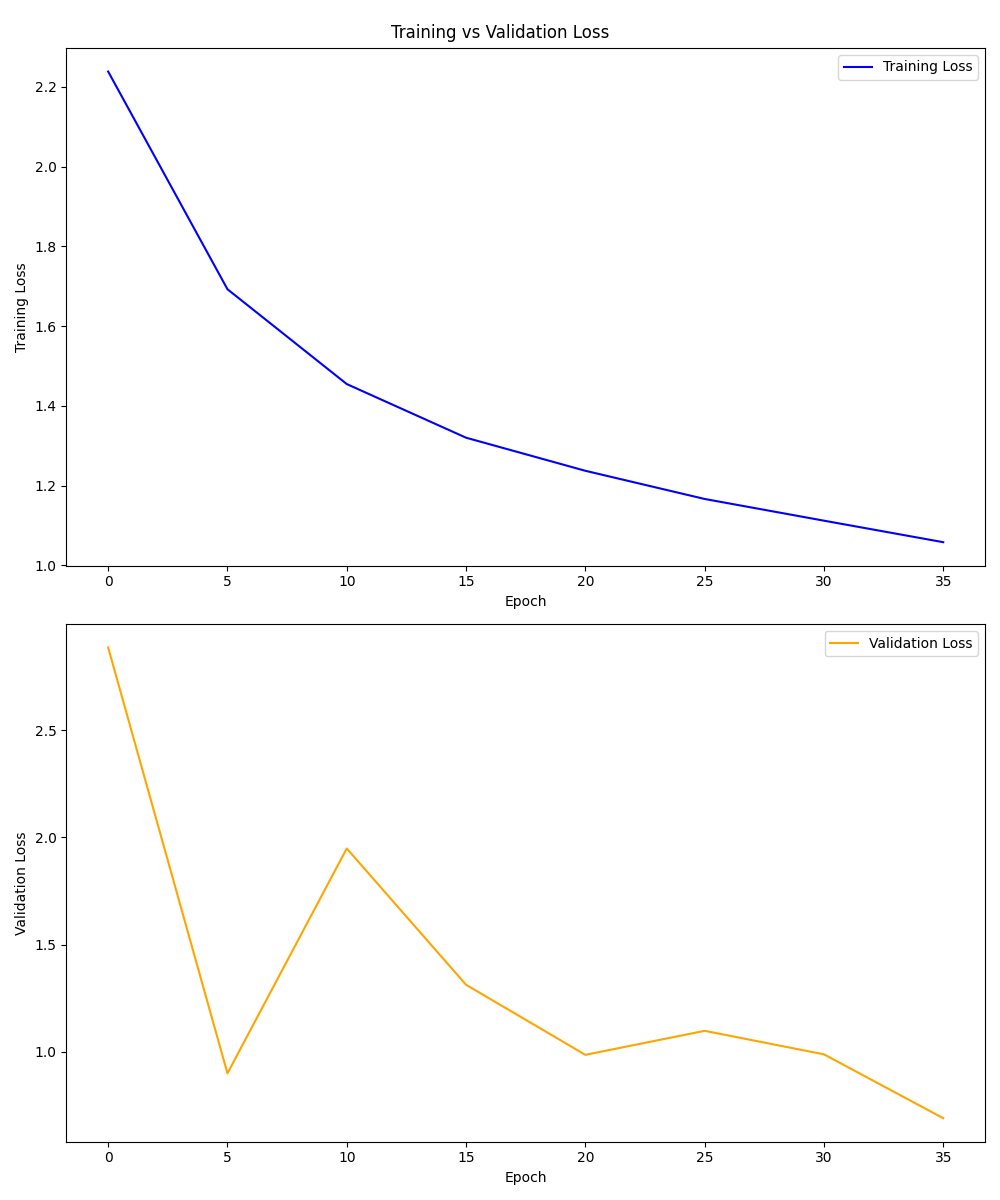 Training vs Validation Loss
Training Loss
2.2
2.0
1.8
1.6
1.4
1.2
1.0
Training Loss
0 5 10 15 20 25 30 35
Epoch
Validation Loss
2.5
2.0
1.5
1.0
Validation Loss
0 5 10 15 20 25 30 35
Epoch